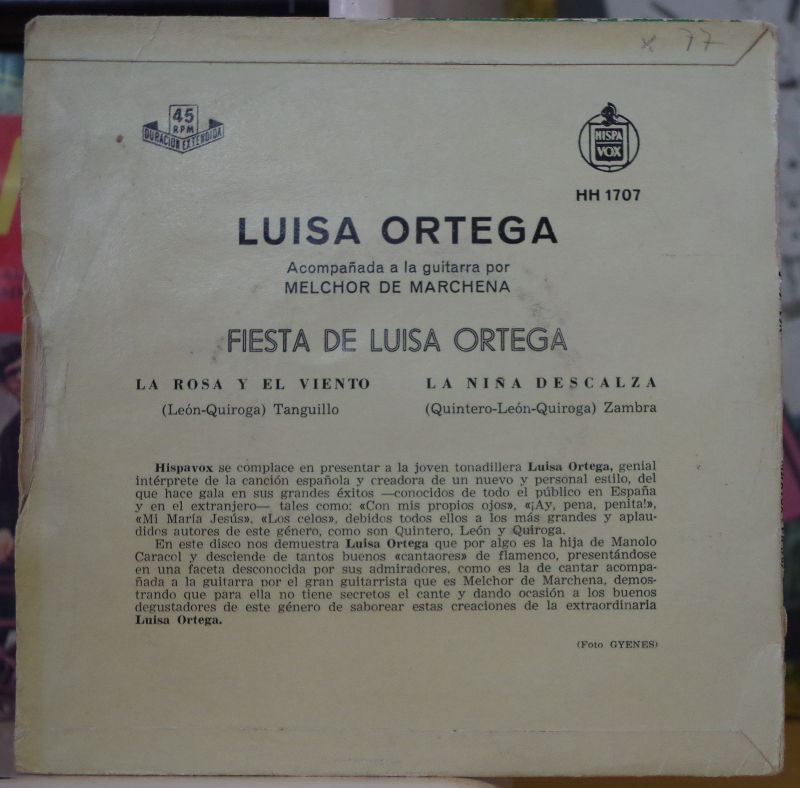 x 77
45
RPM
DURACION EXTENDIDA
HISPA
VOX
HH 1707
LUISA ORTEGA
Acompañada a la guitarra por
MELCHOR DE MARCHENA
FIESTA DE LUISA ORTEGA
LA ROSA Y EL VIENTO
(León-Quiroga) Tanguillo
LA NIÑA DESCALZA
(Quintero-León-Quiroga) Zambra
Hispavox se complace en presentar a la joven tonadillera Luisa Ortega, genial
intérprete de la canción española y creadora de un nuevo y personal estilo, del
que hace gala en sus grandes éxitos —conocidos de todo el público en España
y en el extranjero— tales como: «Con mis propios ojos», «¡Ay, pena, penita!»,
«Mi María Jesús», «Los celos», debidos todos ellos a los más grandes y aplau-
didos autores de este género, como son Quintero, León y Quiroga.
En este disco nos demuestra Luisa Ortega que por algo es la hija de Manolo
Caracol y desciende de tantos buenos «cantaores» de flamenco, presentándose
en una faceta desconocida por sus admiradores, como es la de cantar acompa-
ñada a la guitarra por el gran guitarrista que es Melchor de Marchena, demos-
trando que para ella no tiene secretos el cante y dando ocasión a los buenos
degustadores de este género de saborear estas creaciones de la extraordinaria
Luisa Ortega.
(Foto GYENES)